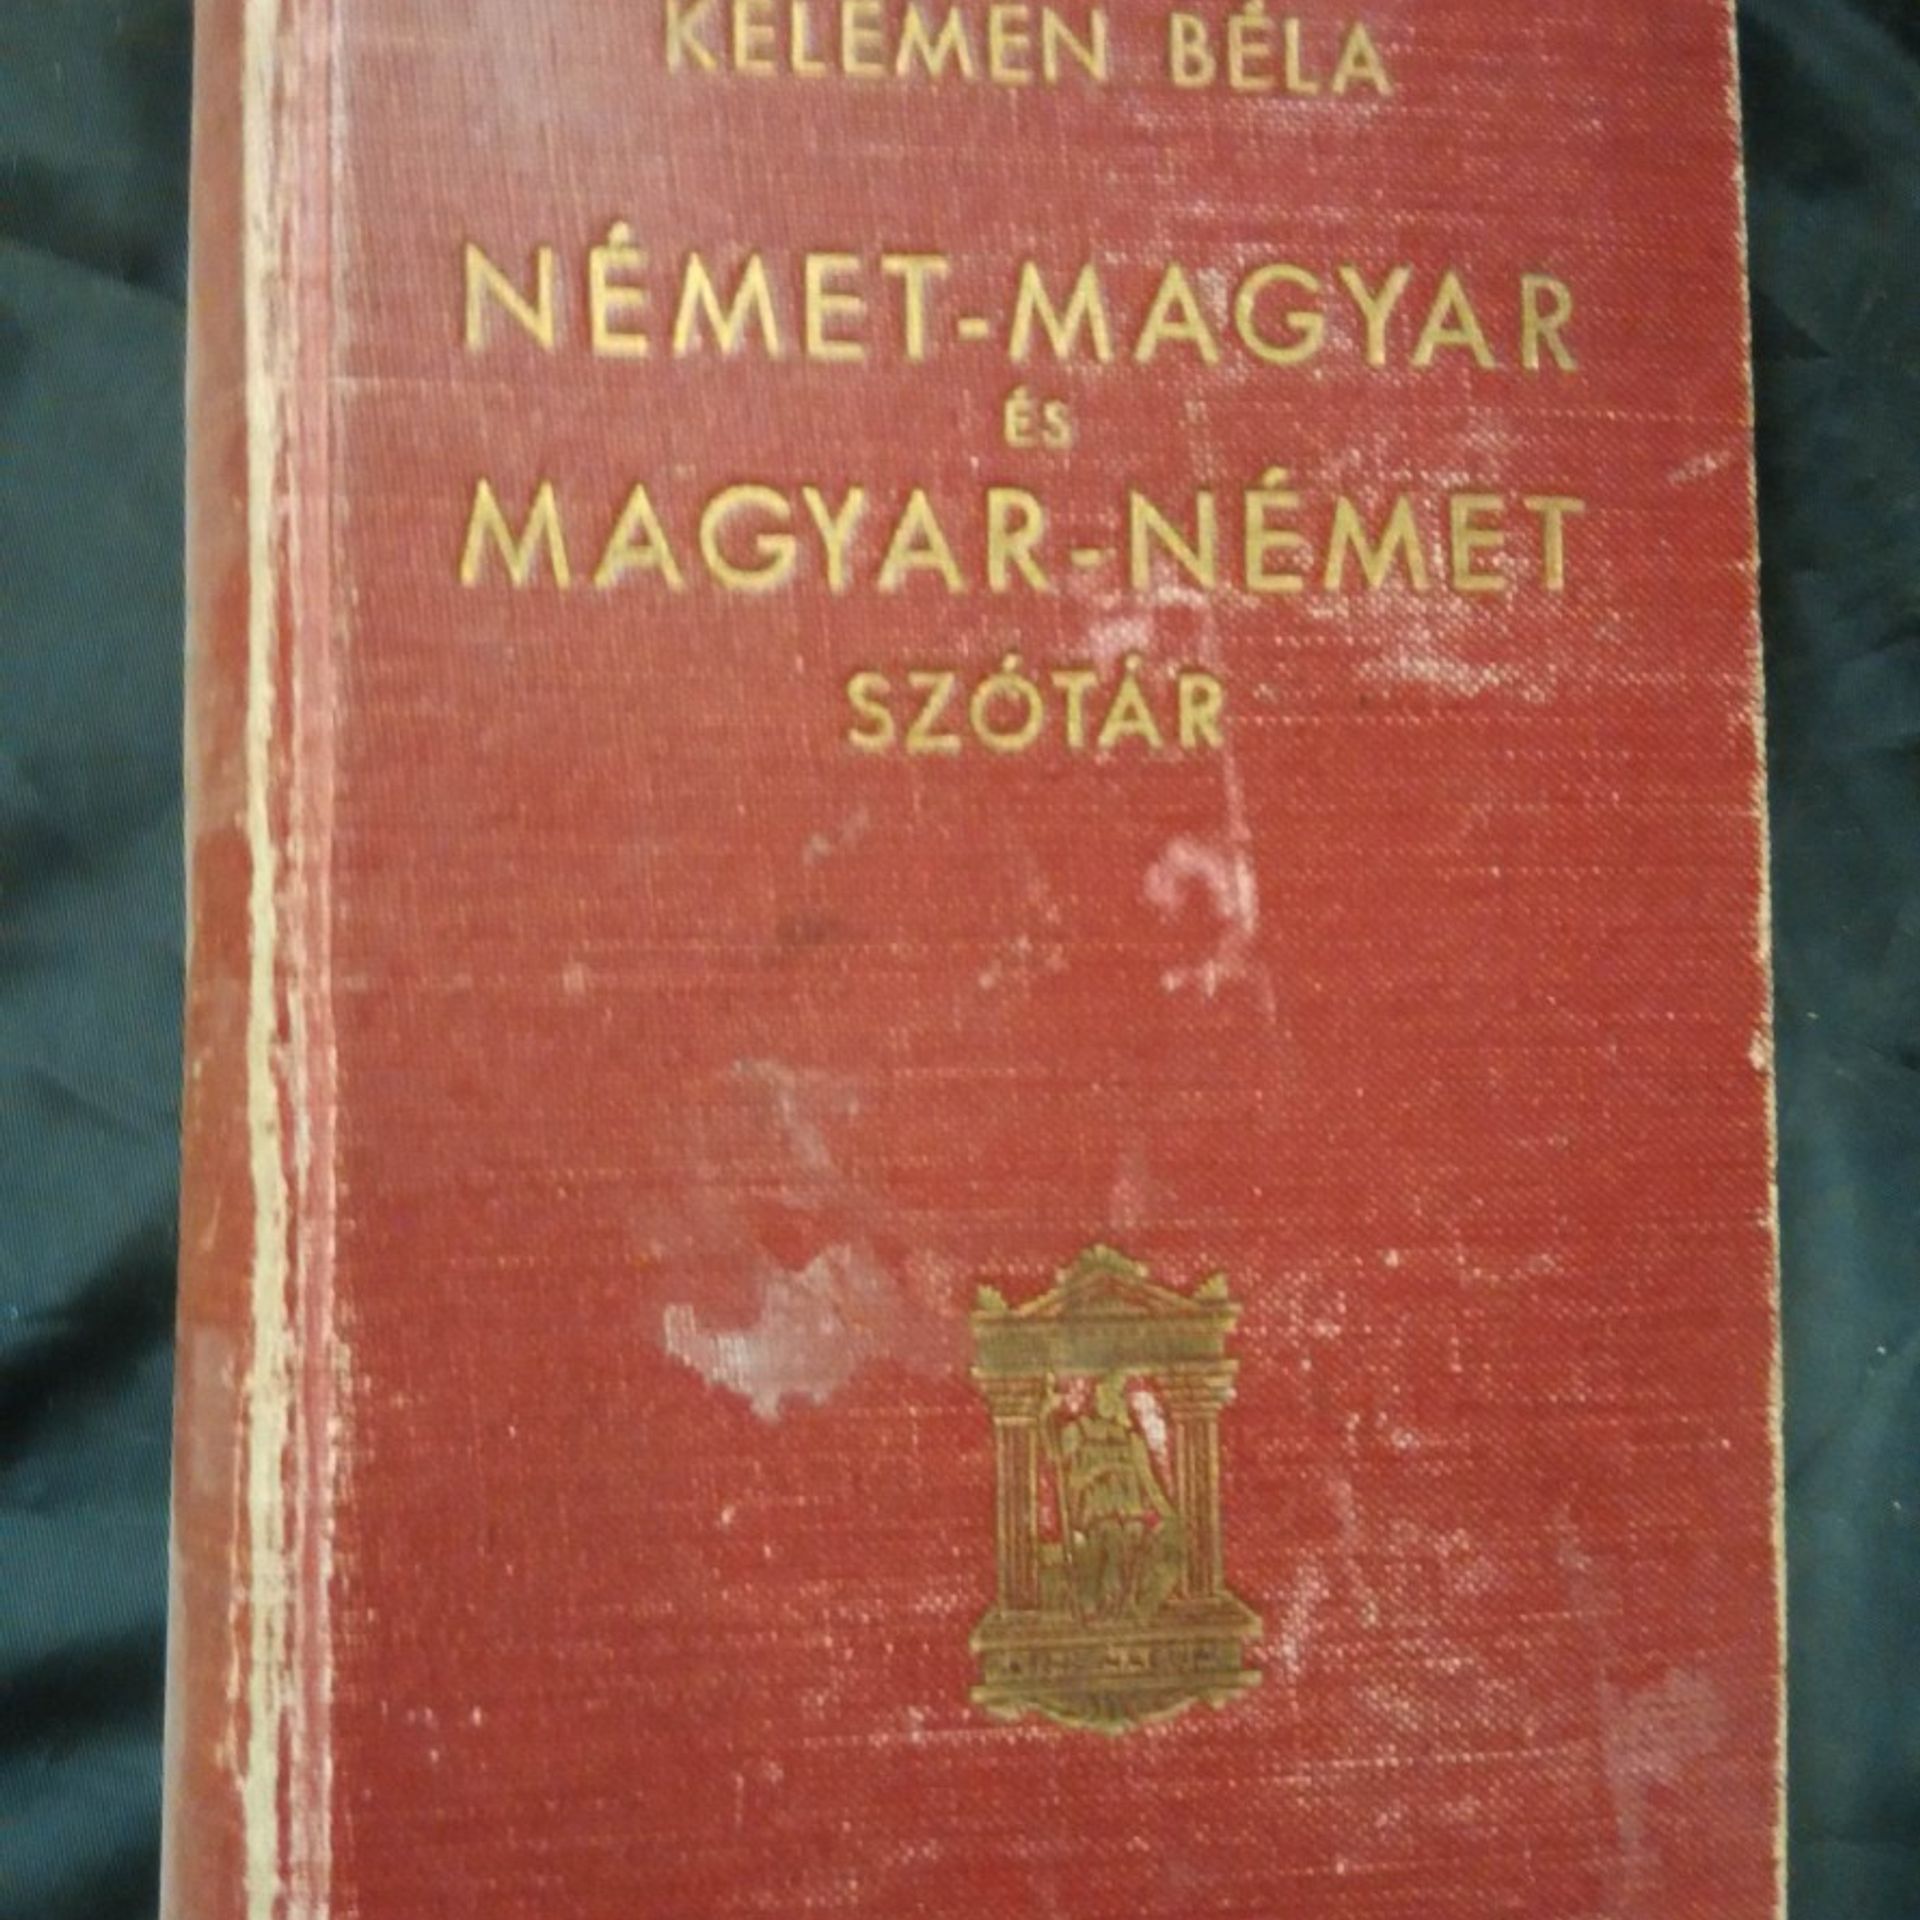 KELEMEN BÉLA
NÉMET-MAGYAR
ÉS
MAGYAR-NÉMET
SZÓTÁR